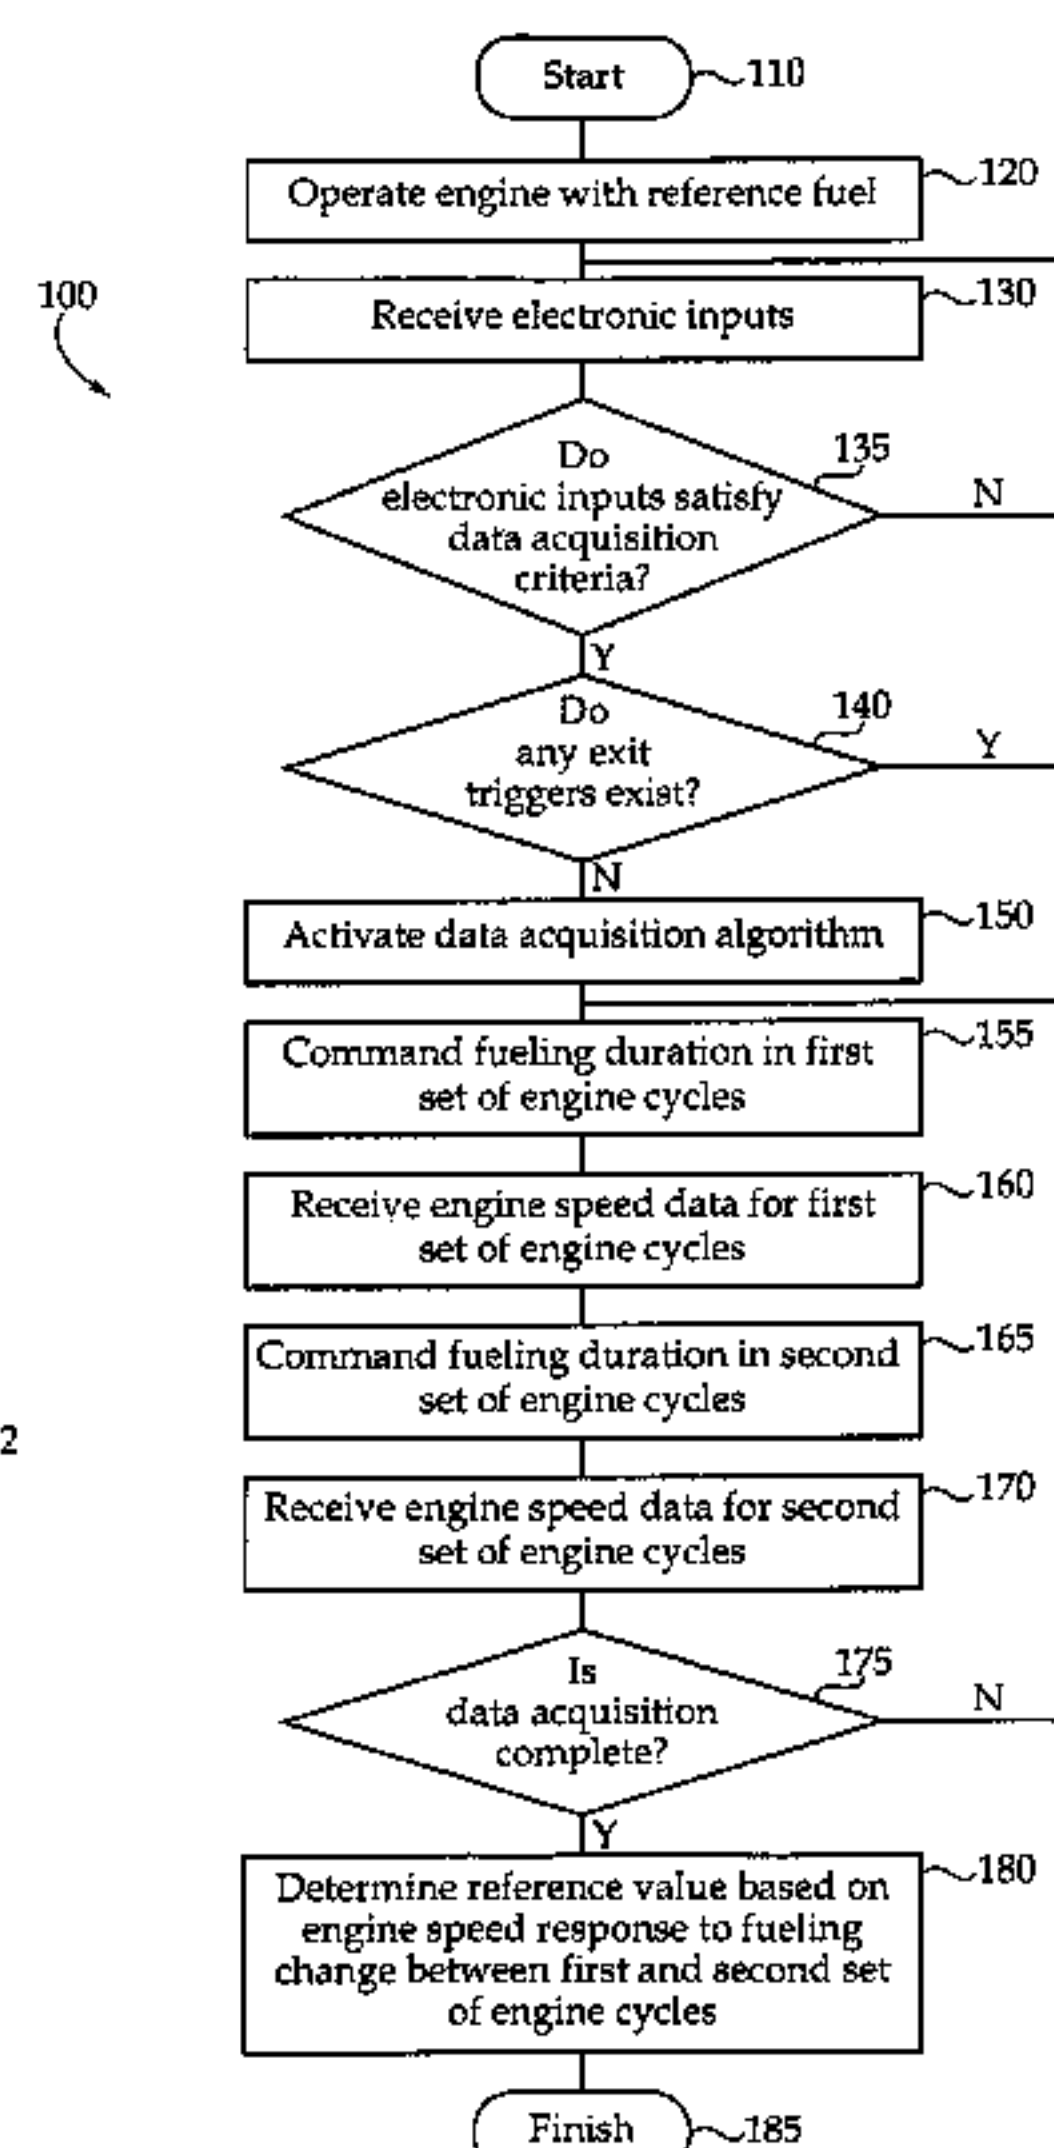 Start
110
Operate engine with reference fuel
120
100
Receive electronic inputs
130
Do
electronic inputs satisfy
data acquisition
criteria?
135
N
Y
Do
any exit
triggers exist?
140
Y
N
Activate data acquisition algorithm
150
Command fueling duration in first
set of engine cycles
155
Receive engine speed data for first
set of engine cycles
160
Command fueling duration in second
set of engine cycles
165
2
Receive engine speed data for second
set of engine cycles
170
Is
data acquisition
complete?
175
N
Y
Determine reference value based on
engine speed response to fueling
change between first and second set
of engine cycles
180
Finish
185